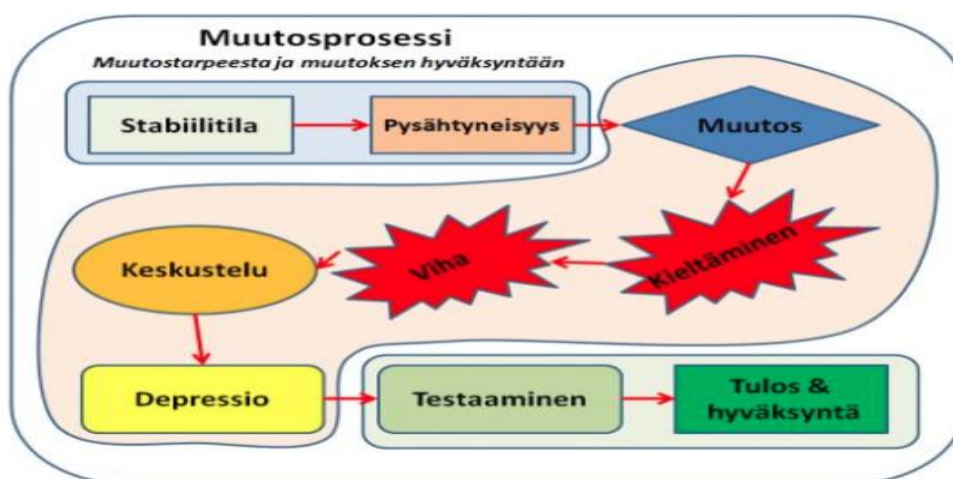 Muutosprosessi
Muutostarpeesta ja muutoksen hyväksyntään
Stabiilitila
Pysähtyneisyys
Muutos
Kieltäminen
Viha
Keskustelu
Depressio
Testaaminen
Tulos &
hyväksyntä